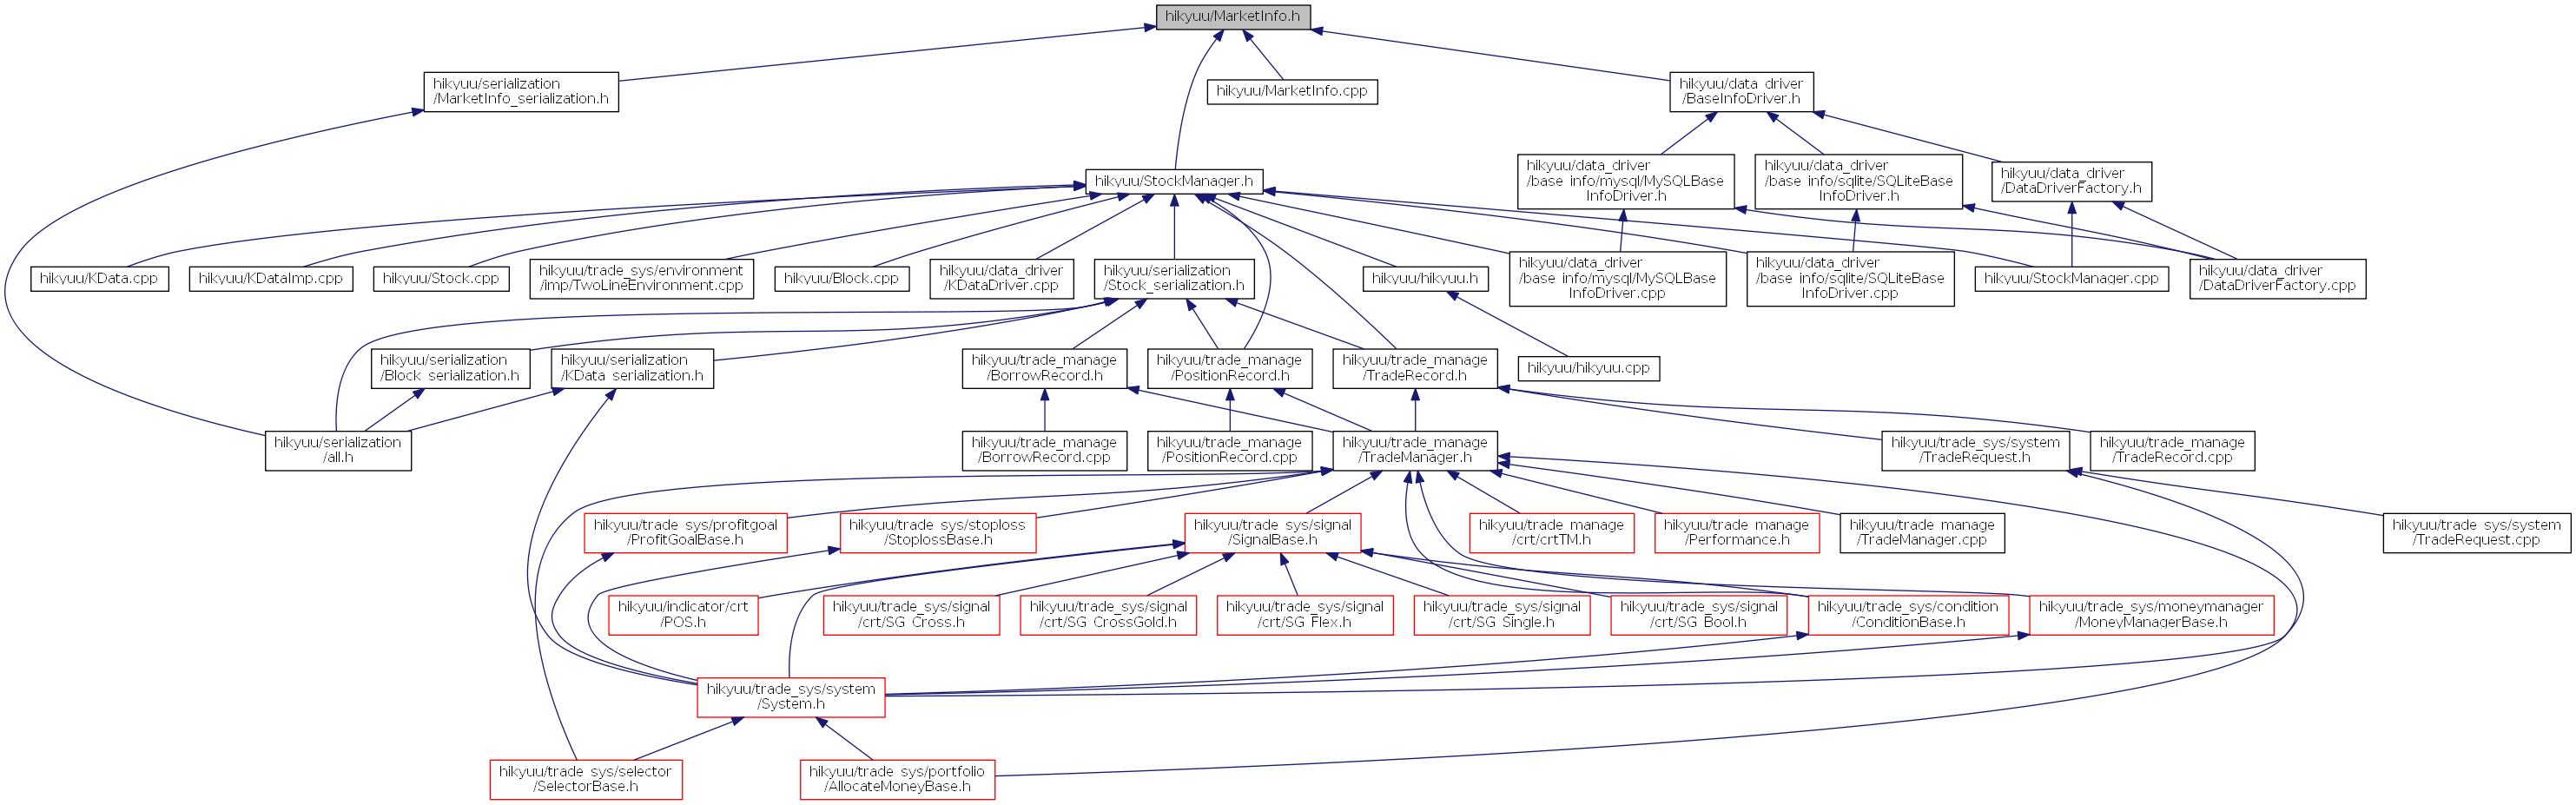 hikyuu/MarketInfo.h
hikyuu/serialization
/MarketInfo_serialization.h
hikyuu/MarketInfo.cpp
hikyuu/data_driver
/BaseInfoDriver.h
hikyuu/StockManager.h
hikyuu/data_driver
/base_info/mysql/MySQLBase
InfoDriver.h
hikyuu/data_driver
/base_info/sqlite/SQLiteBase
InfoDriver.h
hikyuu/data_driver
/DataDriverFactory.h
hikyuu/KData.cpp
hikyuu/KDataImp.cpp
hikyuu/Stock.cpp
hikyuu/trade_sys/environment
/imp/TwoLineEnvironment.cpp
hikyuu/Block.cpp
hikyuu/data_driver
/KDataDriver.cpp
hikyuu/serialization
/Stock_serialization.h
hikyuu/hikyuu.h
hikyuu/data_driver
/base_info/mysql/MySQLBase
InfoDriver.cpp
hikyuu/data_driver
/base_info/sqlite/SQLiteBase
InfoDriver.cpp
hikyuu/StockManager.cpp
hikyuu/data_driver
/DataDriverFactory.cpp
hikyuu/serialization
/Block_serialization.h
hikyuu/serialization
/KData_serialization.h
hikyuu/trade_manage
/BorrowRecord.h
hikyuu/trade_manage
/PositionRecord.h
hikyuu/trade_manage
/TradeRecord.h
hikyuu/hikyuu.cpp
hikyuu/serialization
/all.h
hikyuu/trade_manage
/BorrowRecord.cpp
hikyuu/trade_manage
/PositionRecord.cpp
hikyuu/trade_manage
/TradeManager.h
hikyuu/trade_sys/system
/TradeRequest.h
hikyuu/trade_manage
/TradeRecord.cpp
hikyuu/trade_sys/profitgoal
/ProfitGoalBase.h
hikyuu/trade_sys/stoploss
/StoplossBase.h
hikyuu/trade_sys/signal
/SignalBase.h
hikyuu/trade_manage
/crt/crtTM.h
hikyuu/trade_manage
/Performance.h
hikyuu/trade_manage
/TradeManager.cpp
hikyuu/trade_sys/system
/TradeRequest.cpp
hikyuu/indicator/crt
/POS.h
hikyuu/trade_sys/signal
/crt/SG_Cross.h
hikyuu/trade_sys/signal
/crt/SG_CrossGold.h
hikyuu/trade_sys/signal
/crt/SG_Flex.h
hikyuu/trade_sys/signal
/crt/SG_Single.h
hikyuu/trade_sys/signal
/crt/SG_Bool.h
hikyuu/trade_sys/condition
/ConditionBase.h
hikyuu/trade_sys/moneymanager
/MoneyManagerBase.h
hikyuu/trade_sys/system
/System.h
hikyuu/trade_sys/selector
/SelectorBase.h
hikyuu/trade_sys/portfolio
/AllocateMoneyBase.h